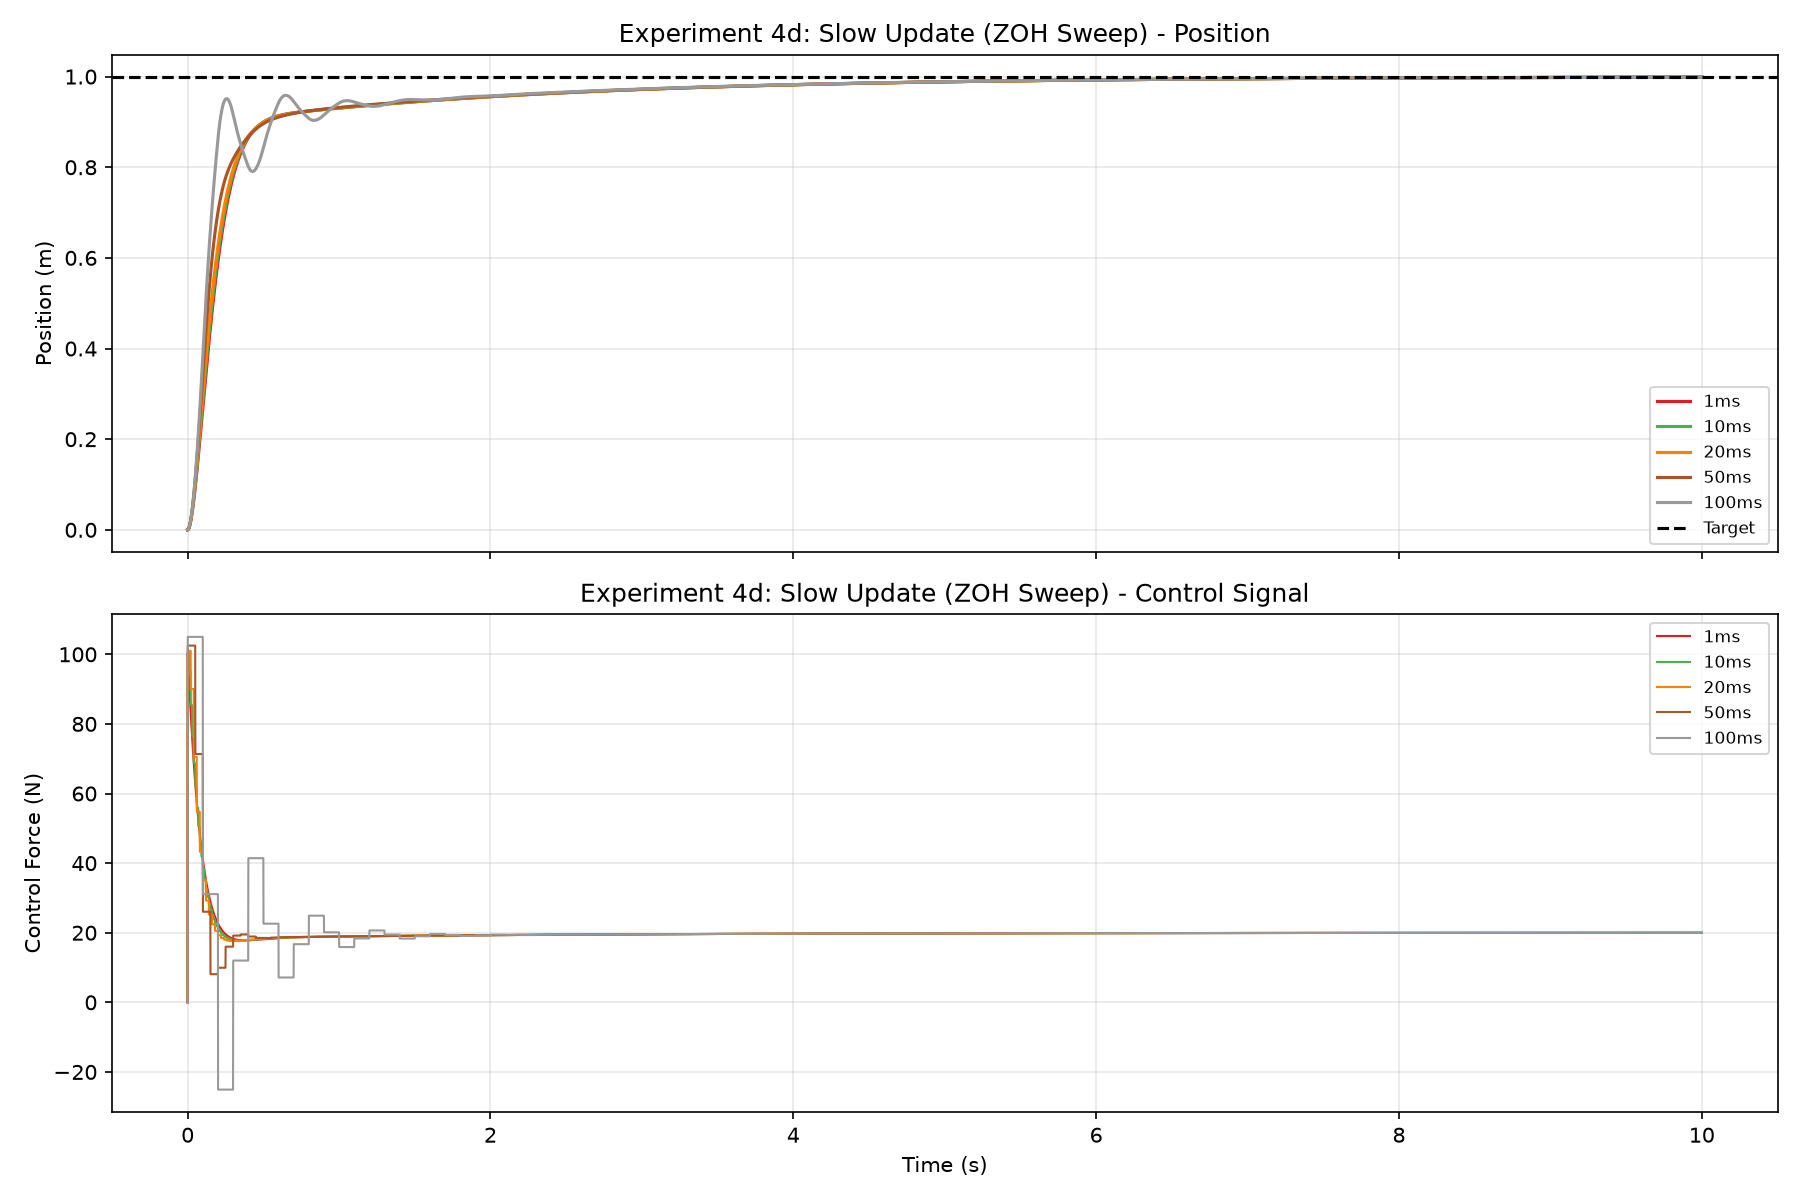 Experiment 4d: Slow Update (ZOH Sweep) - Position
1.0
0.8
0.6
0.4
0.2
0.0
Position (m)
1ms
10ms
20ms
50ms
100ms
Target
Experiment 4d: Slow Update (ZOH Sweep) - Control Signal
100
80
60
40
20
0
−20
Control Force (N)
1ms
10ms
20ms
50ms
100ms
0 2 4 6 8 10
Time (s)